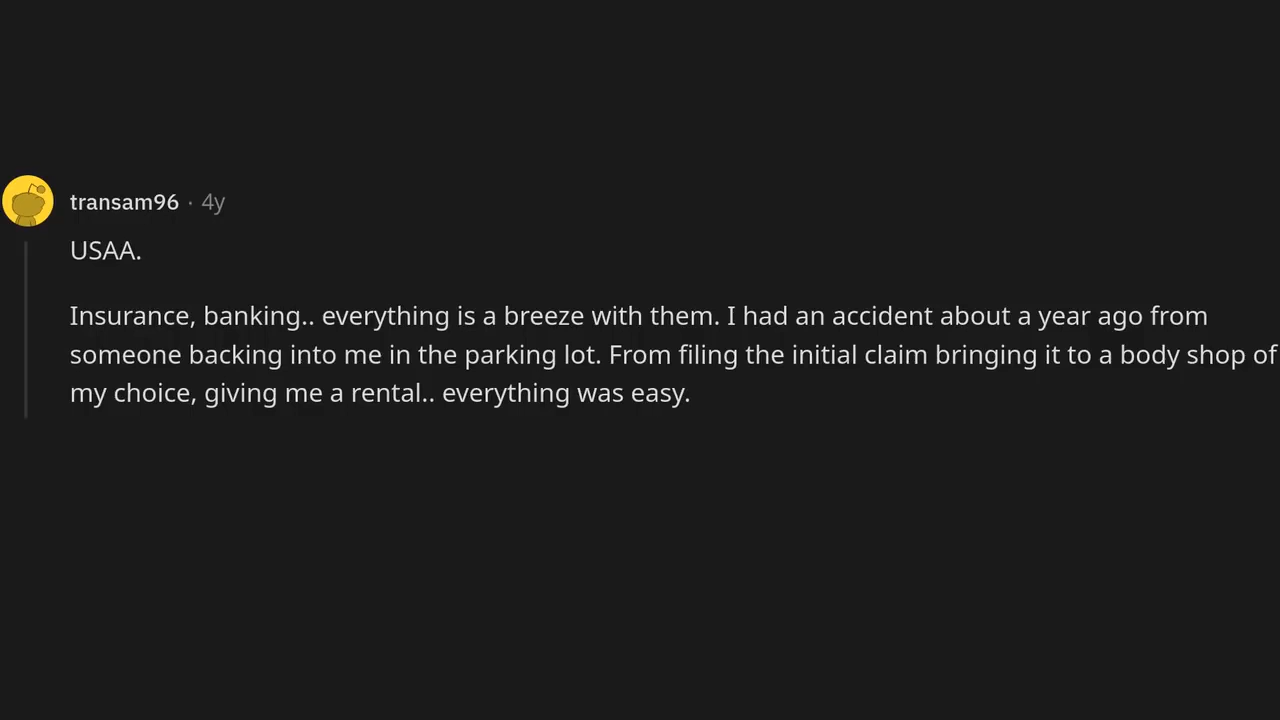 transam96 · 4y
USAA.
Insurance, banking.. everything is a breeze with them. I had an accident about a year ago from
someone backing into me in the parking lot. From filing the initial claim bringing it to a body shop of
my choice, giving me a rental.. everything was easy.